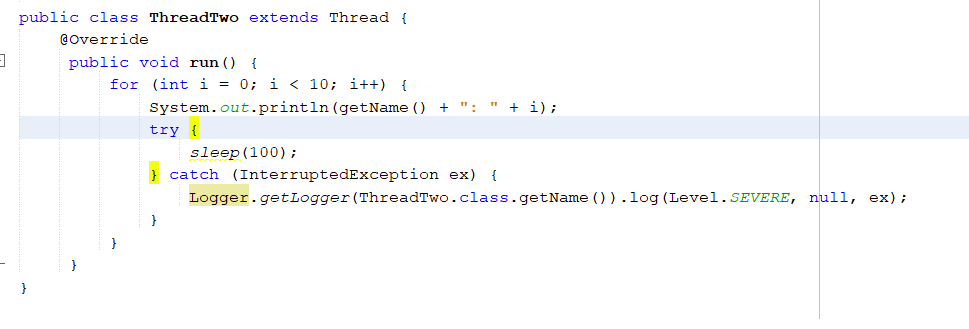 public class ThreadTwo extends Thread {
@Override
public void run() {
for (int i = 0; i < 10; i++) {
System.out.println(getName() + ": " + i);
try {
sleep(100);
} catch (InterruptedException ex) {
Logger.getLogger(ThreadTwo.class.getName()).log(Level.SEVERE, null, ex);
}
}
}
}